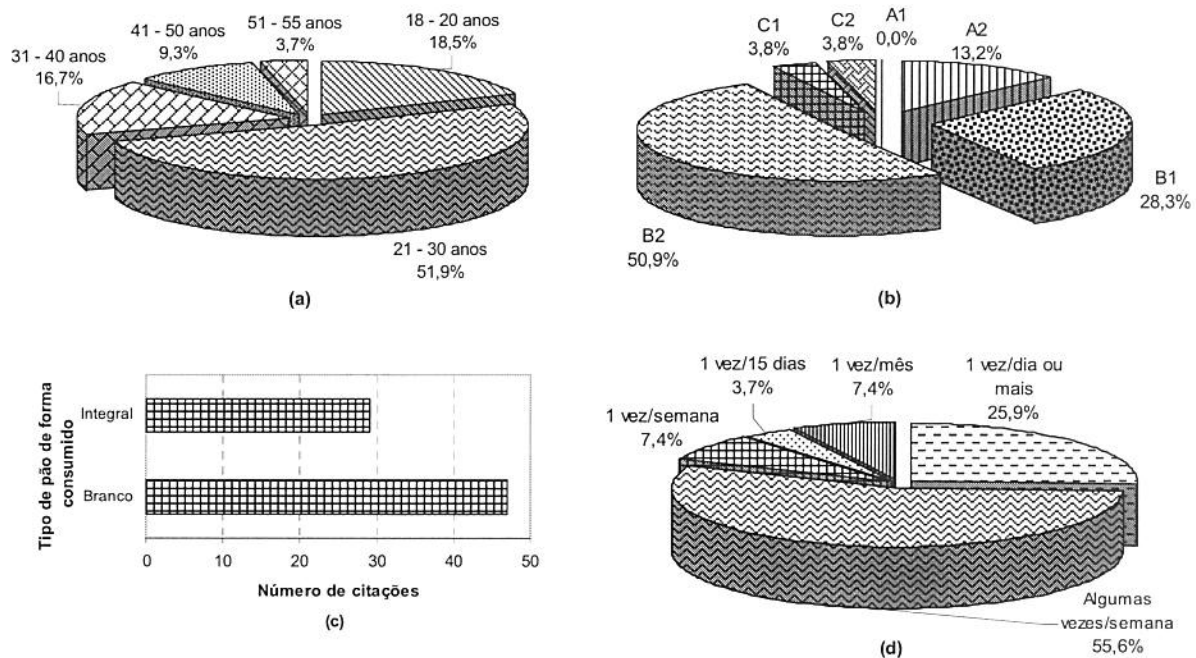 51 - 55 anos
3,7%
18 - 20 anos
18,5%
41 - 50 anos
9,3%
31 - 40 anos
16,7%
21 - 30 anos
51,9%
(a)
C1
3,8%
C2
3,8%
A1
0,0%
A2
13,2%
B1
28,3%
B2
50,9%
(b)
Tipo de pão de forma
consumido
Integral
Branco
0 10 20 30 40 50
Número de citações
(c)
1 vez/15 dias
3,7%
1 vez/mês
7,4%
1 vez/dia ou
mais
25,9%
1 vez/semana
7,4%
Algumas
vezes/semana
55,6%
(d)